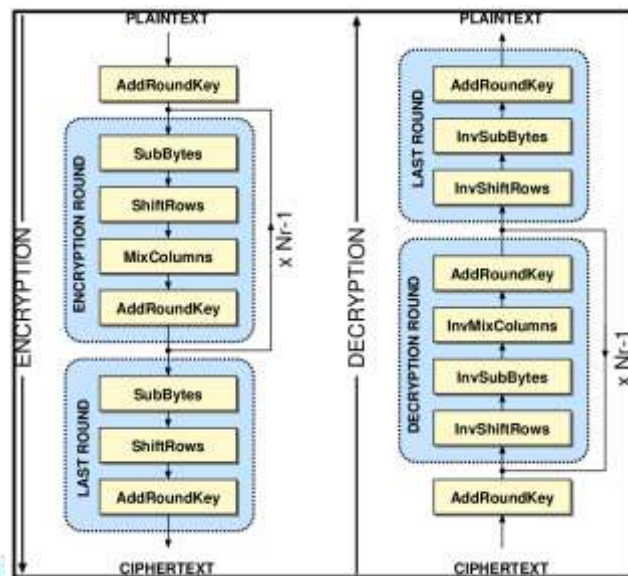 PLAINTEXT
AddRoundKey
SubBytes
ShiftRows
MixColumns
AddRoundKey
ENCRYPTION ROUND
x Nr-1
SubBytes
ShiftRows
AddRoundKey
LAST ROUND
CIPHERTEXT
ENCRYPTION
PLAINTEXT
AddRoundKey
InvSubBytes
InvShiftRows
LAST ROUND
AddRoundKey
InvMixColumns
InvSubBytes
InvShiftRows
DECRYPTION ROUND
x Nr-1
AddRoundKey
CIPHERTEXT
DECRYPTION